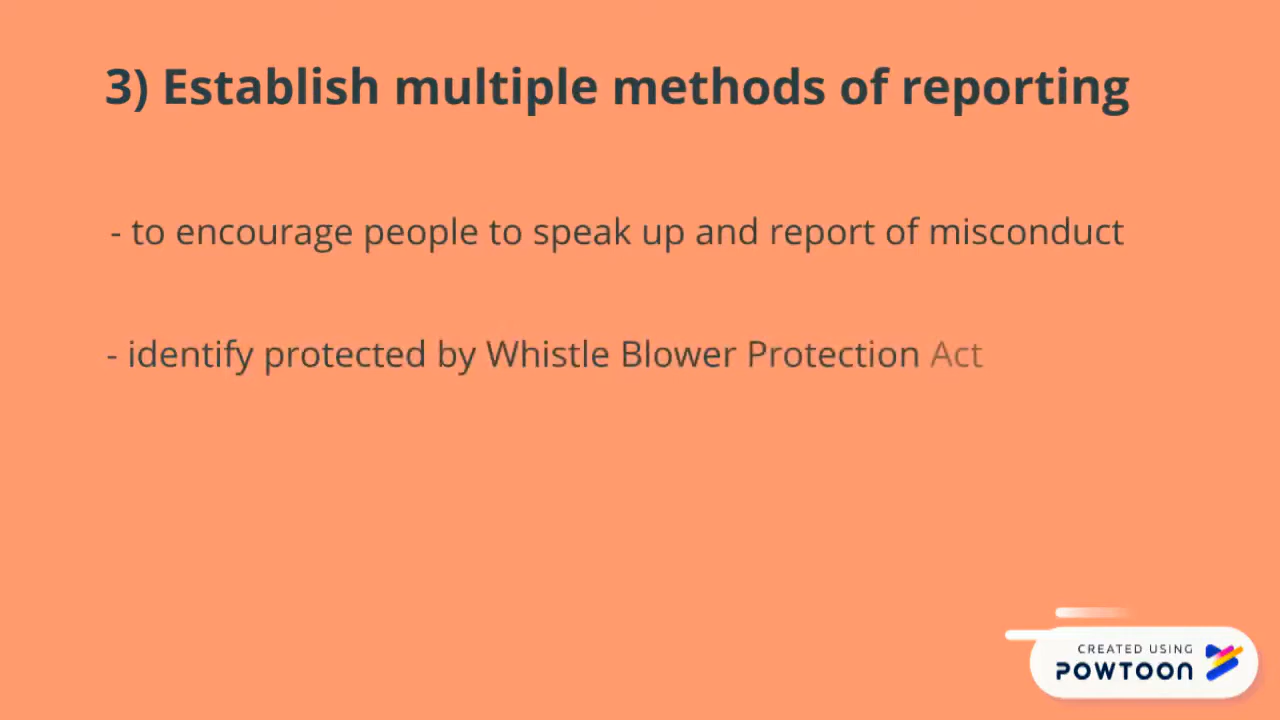 3) Establish multiple methods of reporting
- to encourage people to speak up and report of misconduct
- identify protected by Whistle Blower Protection Act
CREATED USING
POWTOON